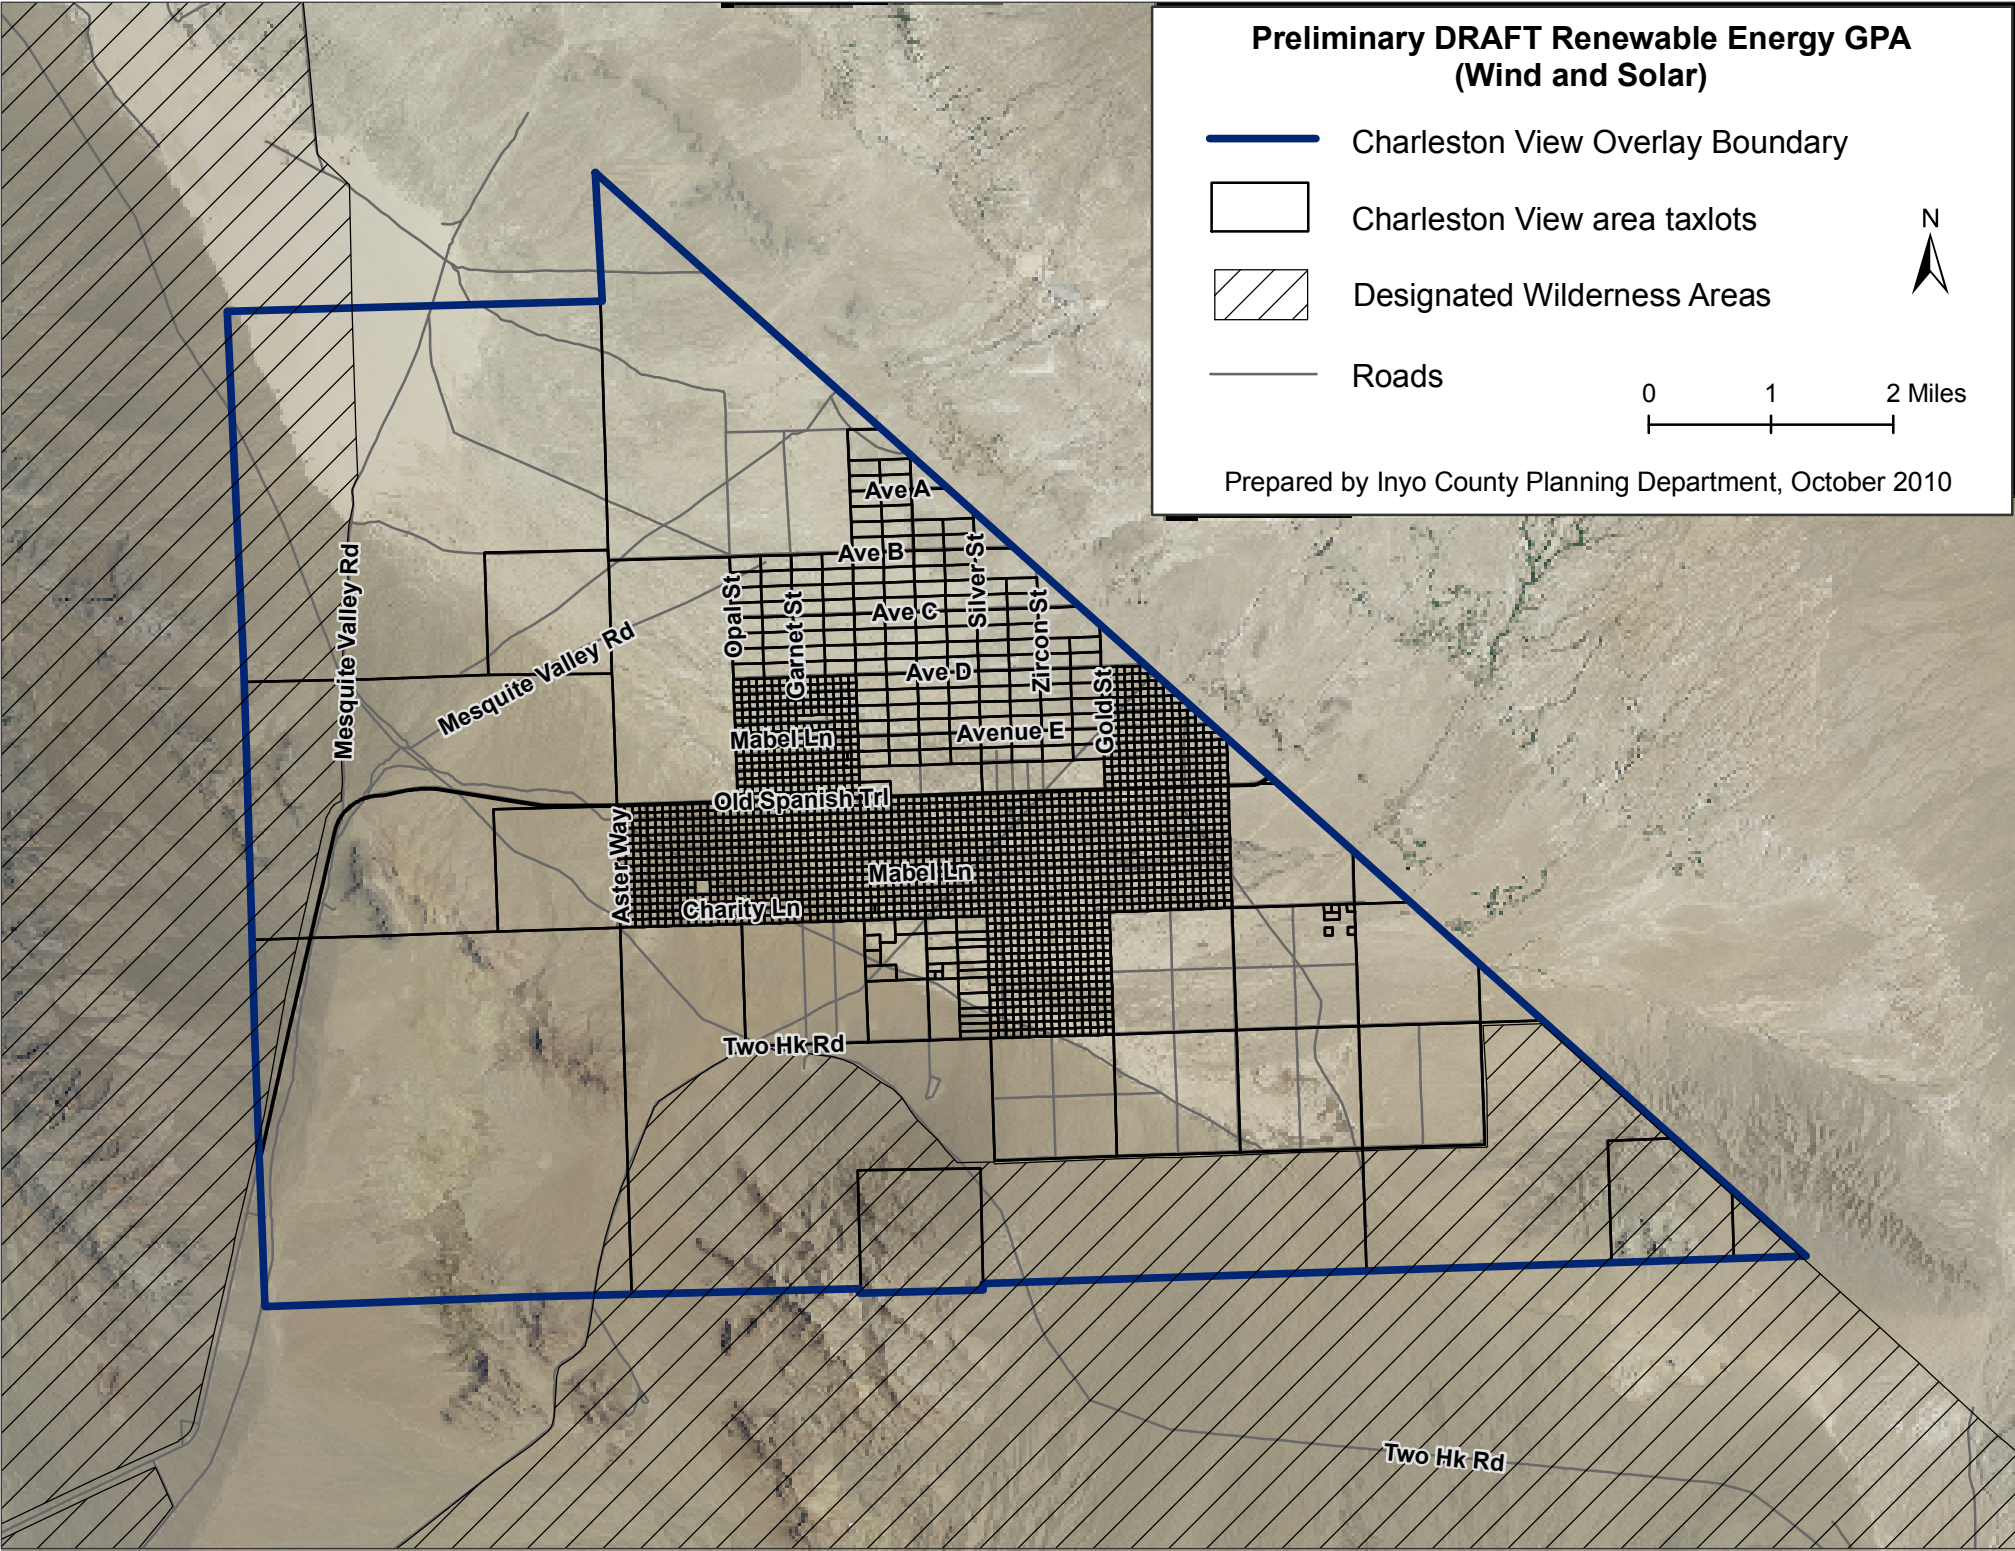 Preliminary DRAFT Renewable Energy GPA
(Wind and Solar)
Charleston View Overlay Boundary
Charleston View area taxlots
N
Designated Wilderness Areas
Roads
0 1 2 Miles
Prepared by Inyo County Planning Department, October 2010
Ave A
Ave B
Silver St
Mesquite Valley Rd
Opal St
Garnet St
Ave C
Zircon St
Mesquite Valley Rd
Ave D
Gold St
Mabel Ln
Avenue E
Old Spanish Trl
Aster Way
Mabel Ln
Charity Ln
Two Hk Rd
Two Hk Rd